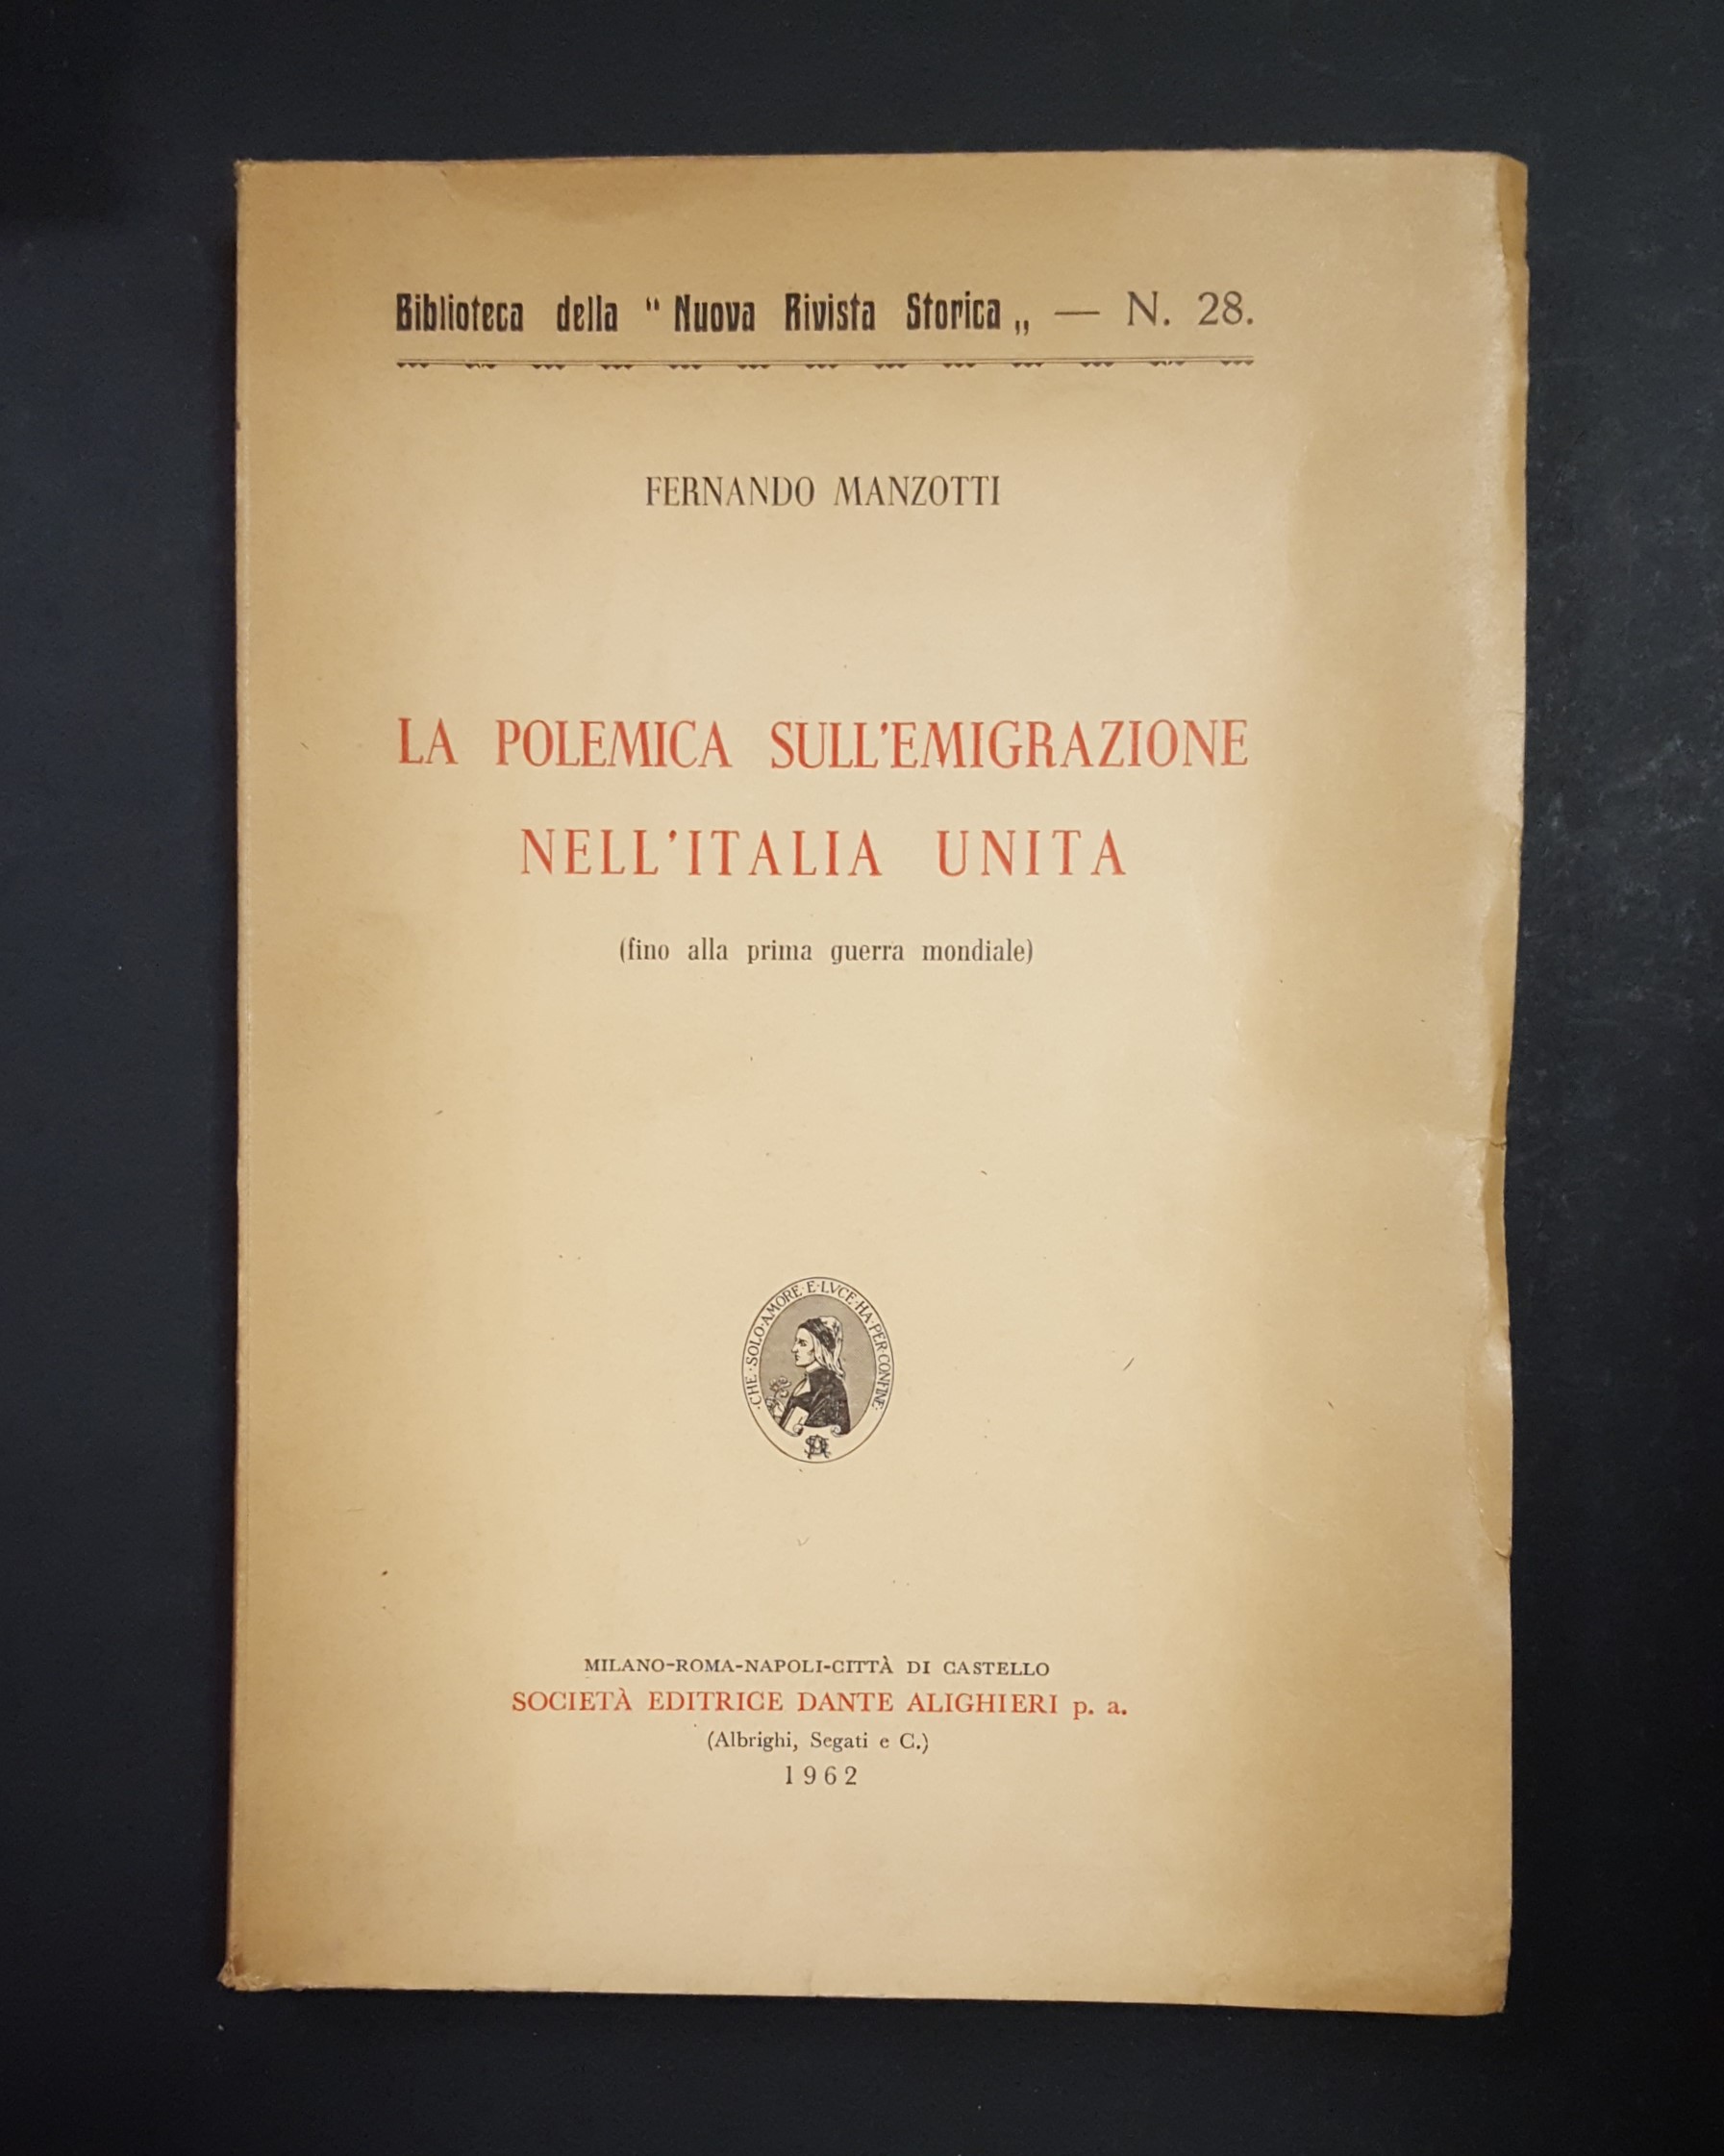 Biblioteca della “ Nuova Rivista Storica „ — N. 28.
FERNANDO MANZOTTI
LA POLEMICA SULL'EMIGRAZIONE
NELL'ITALIA UNITA
(fino alla prima guerra mondiale)
·CHE·SOLO·AMORE·E·LVCE·HA·PER·CONFINE·
MILANO-ROMA-NAPOLI-CITTÀ DI CASTELLO
SOCIETÀ EDITRICE DANTE ALIGHIERI p. a.
(Albrighi, Segati e C.)
1962